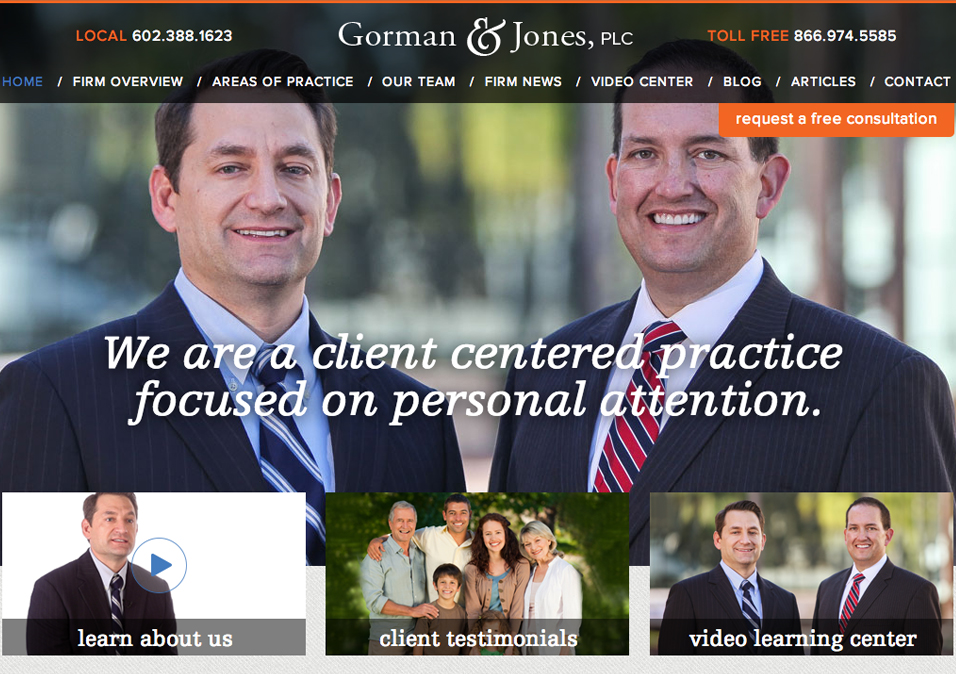 LOCAL 602.388.1623
Gorman & Jones, PLC
TOLL FREE 866.974.5585
HOME / FIRM OVERVIEW / AREAS OF PRACTICE / OUR TEAM / FIRM NEWS / VIDEO CENTER / BLOG / ARTICLES / CONTACT
request a free consultation
We are a client centered practice
focused on personal attention.
learn about us
client testimonials
video learning center